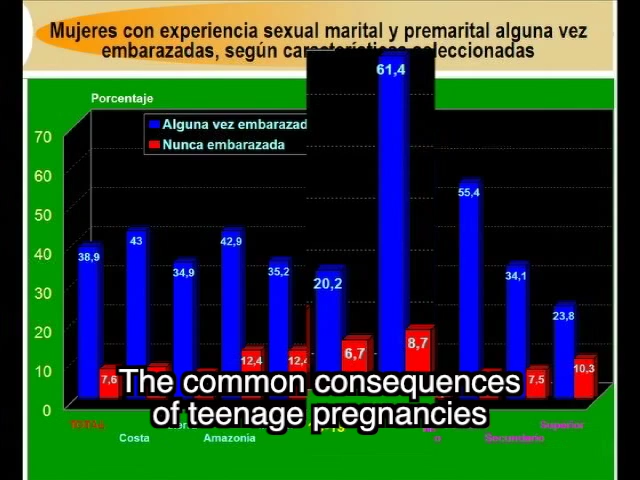 Mujeres con experiencia sexual marital y premarital alguna vez
embarazadas, según seleccionadas
Porcentaje
Alguna vez
Nunca embarazada
70
60
50
40
30
20
10
0
38,9
7,6
43
34,9
42,9
12,4
35,2
12,4
20,2
6,7
61,4
8,7
55,4
34,1
7,5
23,8
10,3
The common consequences
of teenage pregnancies
TOTAL
Costa
Amazonía
Secundario
Superior